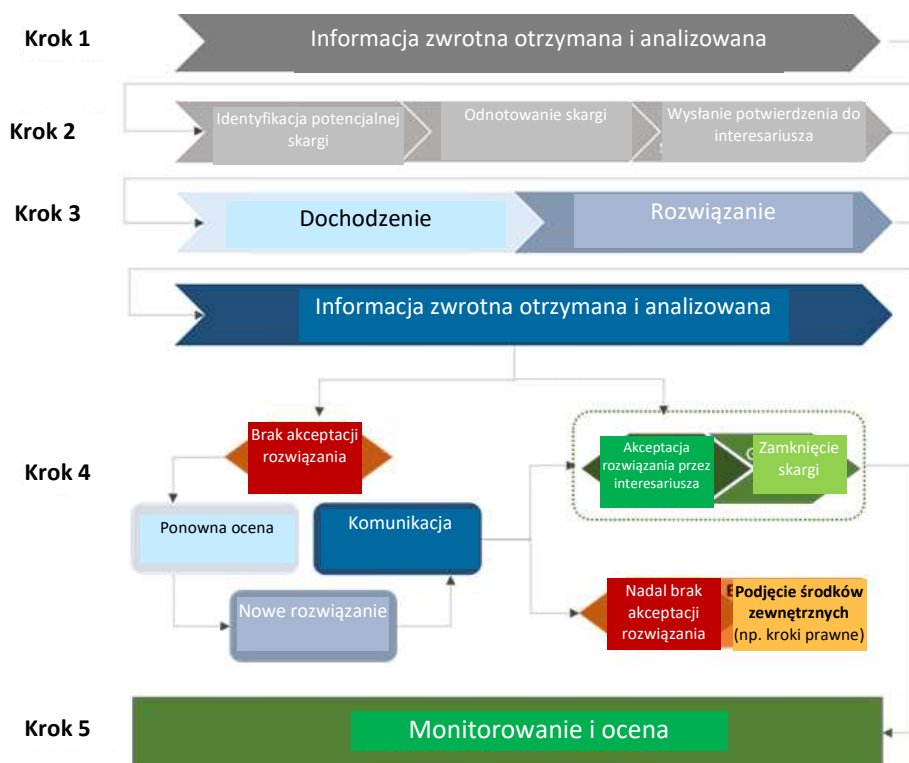 Krok 1
Informacja zwrotna otrzymana i analizowana
Krok 2
Identyfikacja potencjalnej
skargi
Odnotowanie skargi
Wysłanie potwierdzenia do
interesariusza
Krok 3
Dochodzenie
Rozwiązanie
Informacja zwrotna otrzymana i analizowana
Krok 4
Brak akceptacji
rozwiązania
Akceptacja
rozwiązania przez
interesariusza
Zamknięcie
skargi
Ponowna ocena
Komunikacja
Nowe rozwiązanie
Nadal brak
akceptacji
rozwiązania
Podjęcie środków
zewnętrznych
(np. kroki prawne)
Krok 5
Monitorowanie i ocena